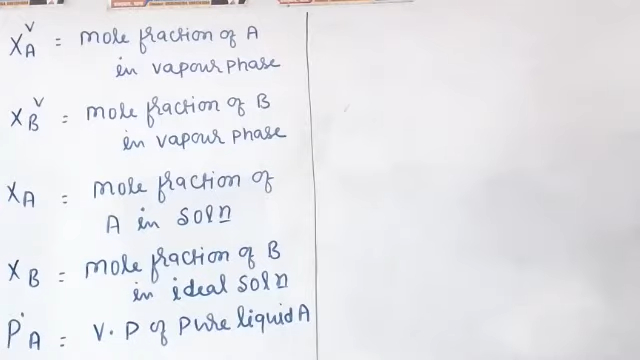 X_A^V = mole fraction of A
in vapour phase
X_B^V = mole fraction of B
in vapour phase
X_A = mole fraction of
A in soln
X_B = mole fraction of B
in ideal soln
P°_A = V.P of pure liquid A